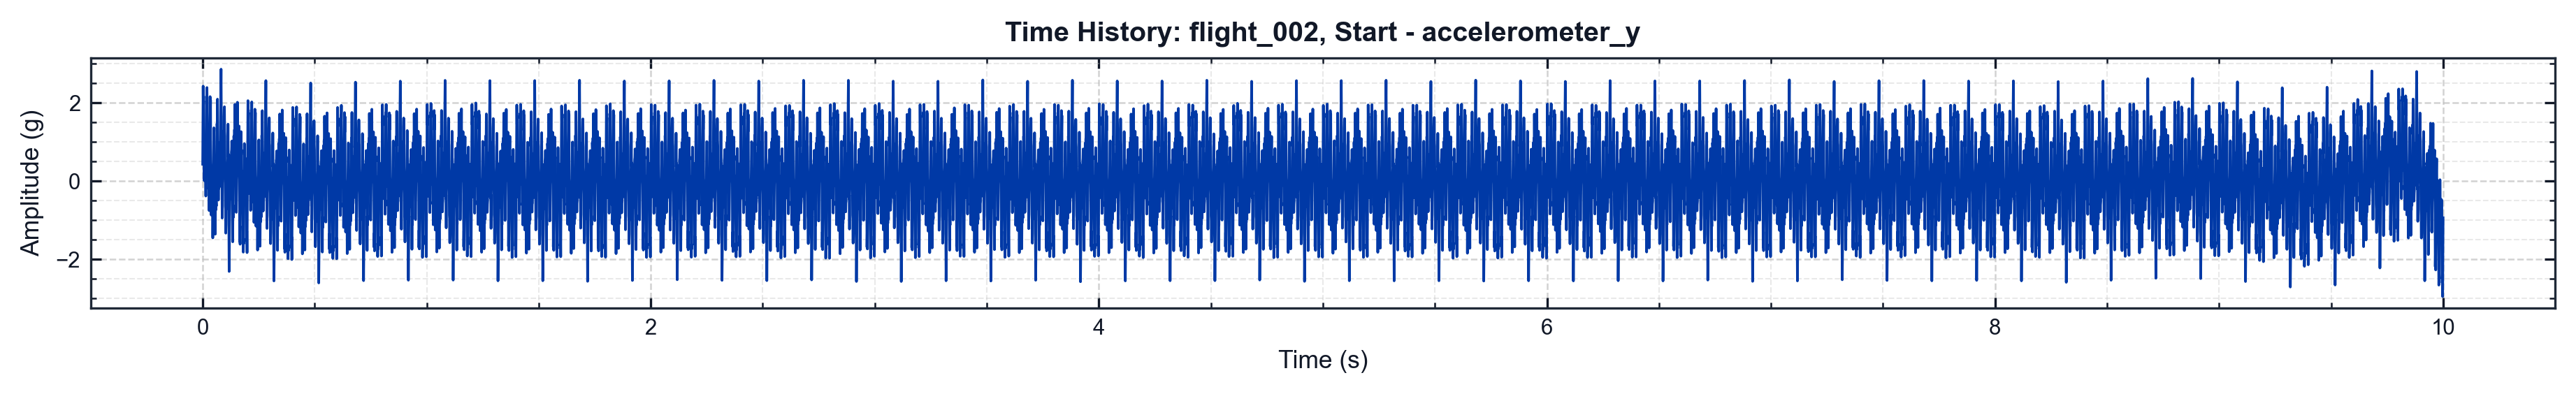 Time History: flight_002, Start - accelerometer_y
Amplitude (g)
2
0
−2
0 2 4 6 8 10
Time (s)